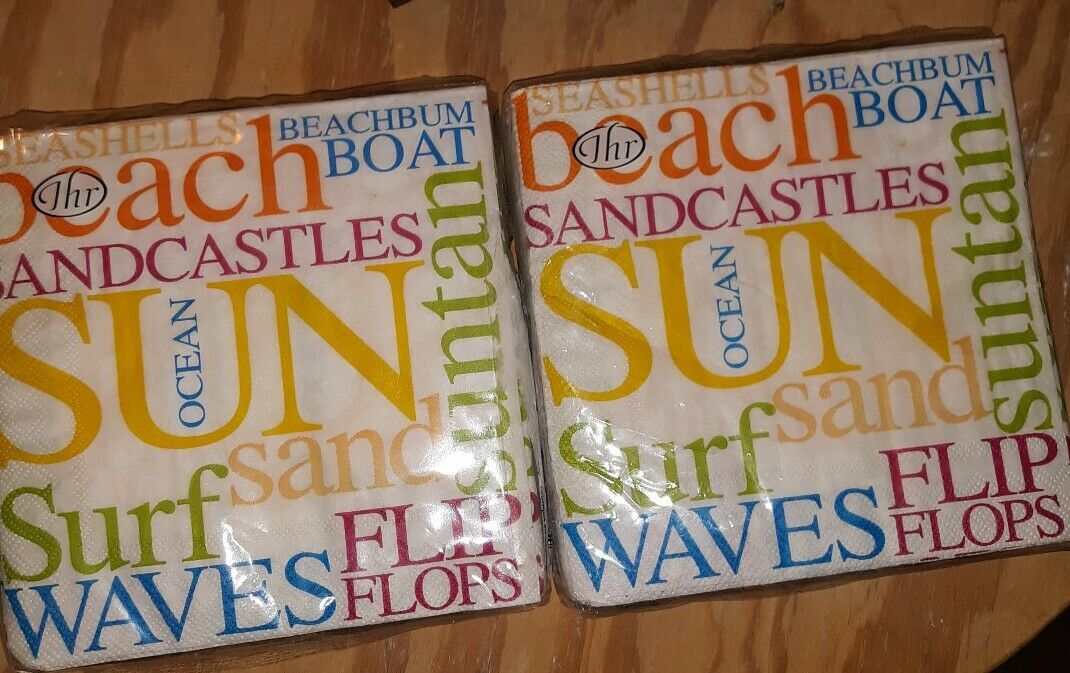 SEASHELLS
BEACHBUM
beach
BOAT
Ihr
SANDCASTLES
suntan
SUN
OCEAN
sand
Surf
FLIP
FLOPS
WAVES
SEASHELLS
BEACHBUM
beach
BOAT
Ihr
SANDCASTLES
suntan
SUN
OCEAN
sand
Surf
FLIP
FLOPS
WAVES